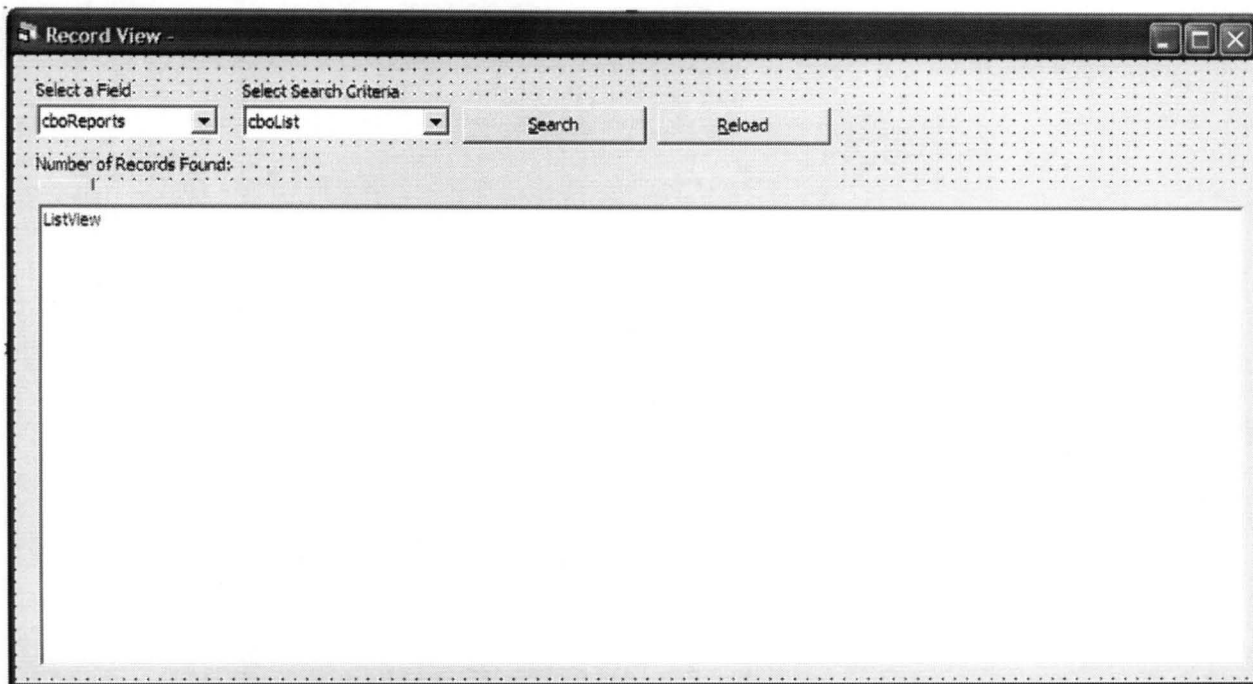 Record View -
Select a Field Select Search Criteria
cboReports cboList Search Reload
Number of Records Found:
ListView